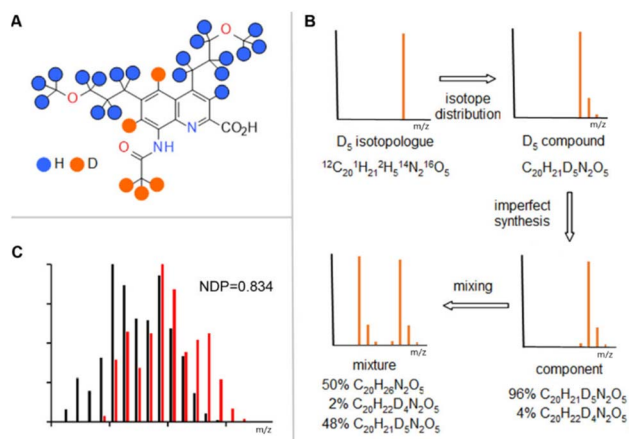 A
O
O
N
CO₂H
O
NH
H D
B
m/z
D₅ isotopologue
¹²C₂₀¹H₂₁²H₅¹⁴N₂¹⁶O₅
isotope
distribution
m/z
D₅ compound
C₂₀H₂₁D₅N₂O₅
imperfect
synthesis
m/z
component
96% C₂₀H₂₁D₅N₂O₅
4% C₂₀H₂₂D₄N₂O₅
mixing
m/z
mixture
50% C₂₀H₂₆N₂O₅
2% C₂₀H₂₂D₄N₂O₅
48% C₂₀H₂₁D₅N₂O₅
C
NDP=0.834
m/z